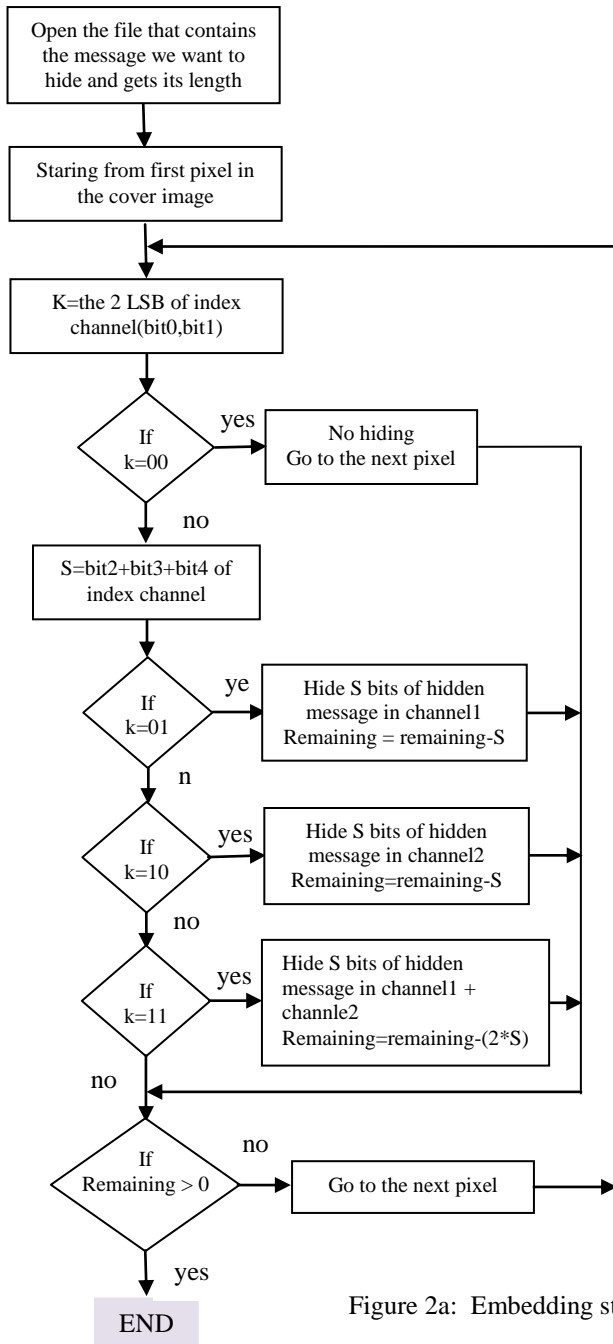 Open the file that contains
the message we want to
hide and gets its length
Staring from first pixel in
the cover image
K=the 2 LSB of index
channel(bit0,bit1)
If
k=00
yes
No hiding
Go to the next pixel
no
S=bit2+bit3+bit4 of
index channel
If
k=01
ye
Hide S bits of hidden
message in channel1
Remaining = remaining-S
n
If
k=10
yes
Hide S bits of hidden
message in channel2
Remaining=remaining-S
no
If
k=11
yes
Hide S bits of hidden
message in channel1 +
channle2
Remaining=remaining-(2*S)
no
If
Remaining > 0
no
Go to the next pixel
yes
END
Figure 2a: Embedding st